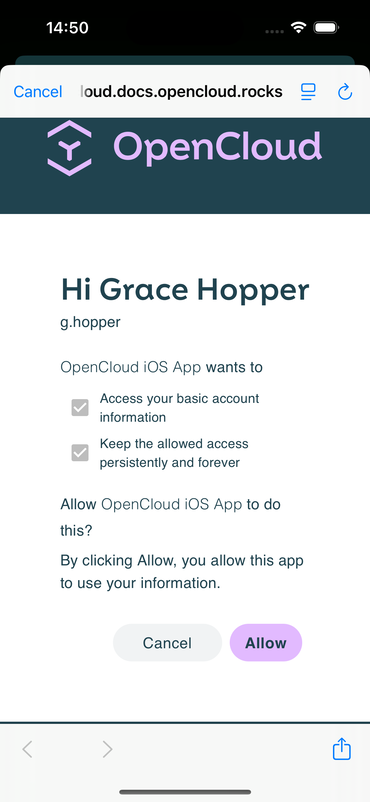 14:50
Cancel
loud.docs.opencloud.rocks
OpenCloud
Hi Grace Hopper
g.hopper
OpenCloud iOS App wants to
Access your basic account
information
Keep the allowed access
persistently and forever
Allow OpenCloud iOS App to do
this?
By clicking Allow, you allow this app
to use your information.
Cancel
Allow